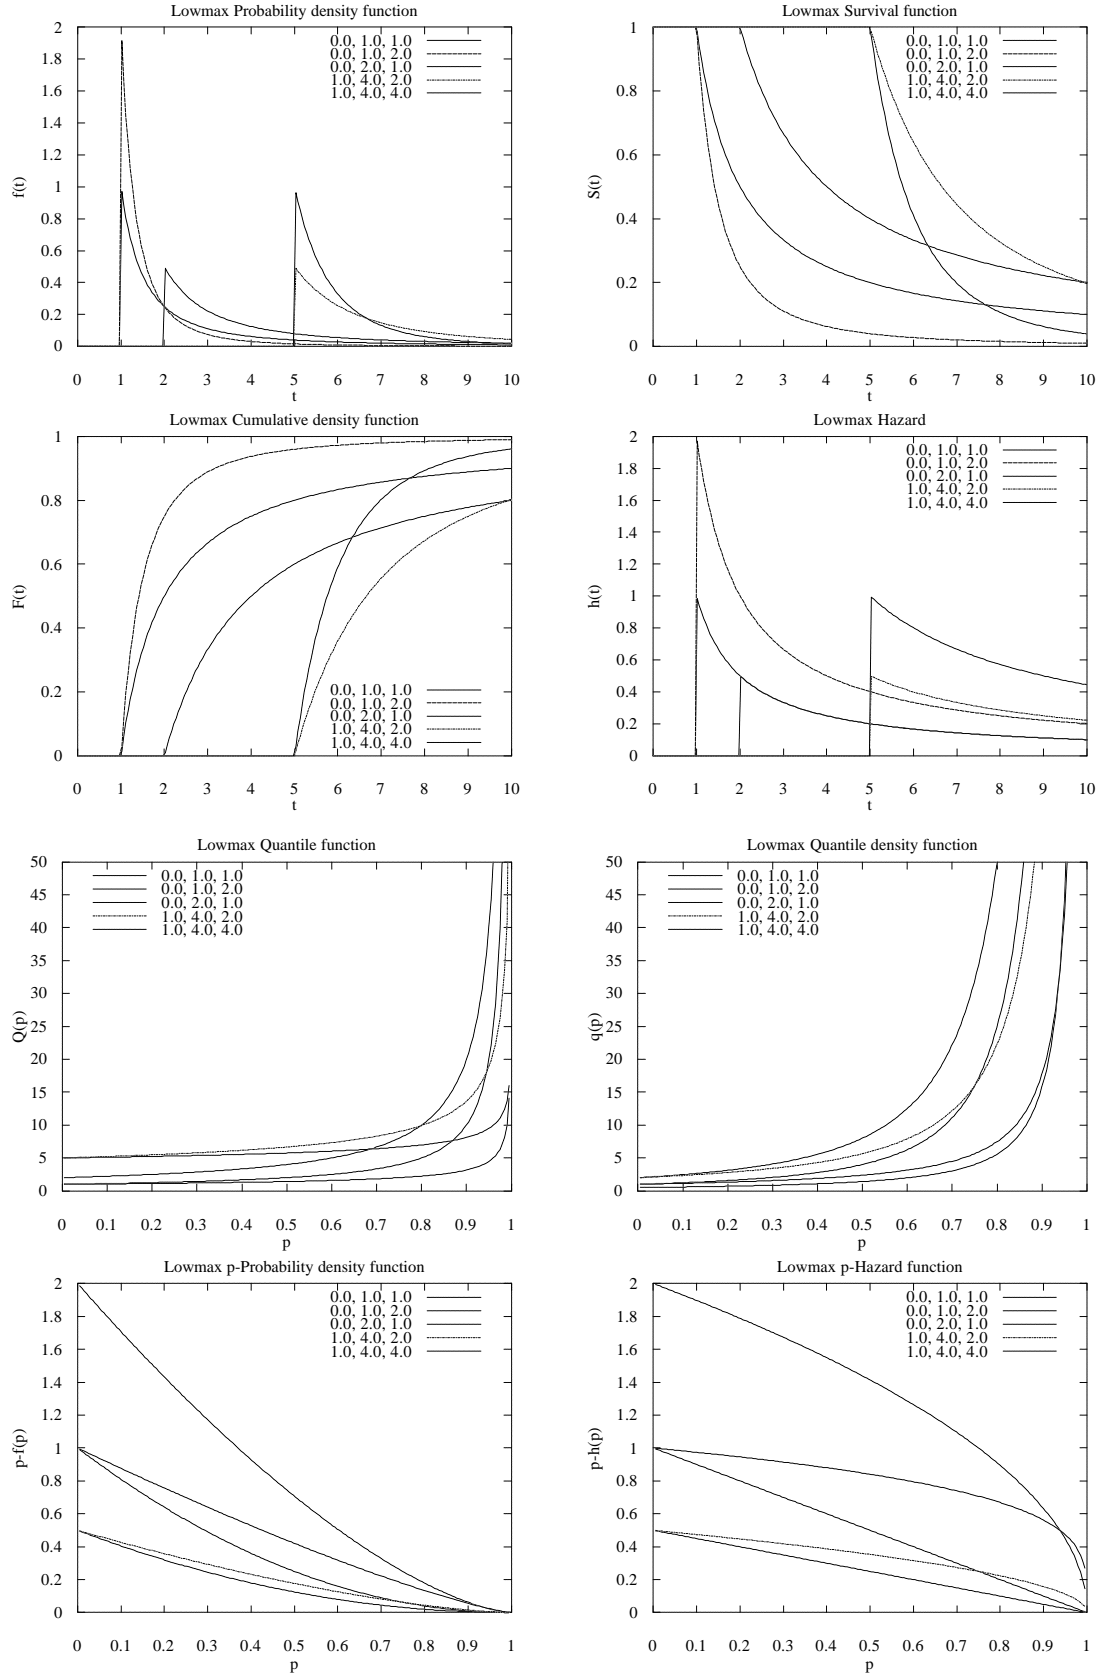 Lowmax Probability density function
0.0, 1.0, 1.0
0.0, 1.0, 2.0
0.0, 2.0, 1.0
1.0, 4.0, 2.0
1.0, 4.0, 4.0
2
1.8
1.6
1.4
1.2
1
0.8
0.6
0.4
0.2
0
f(t)
0 1 2 3 4 5 6 7 8 9 10
t
Lowmax Survival function
0.0, 1.0, 1.0
0.0, 1.0, 2.0
0.0, 2.0, 1.0
1.0, 4.0, 2.0
1.0, 4.0, 4.0
1
0.8
0.6
0.4
0.2
0
S(t)
0 1 2 3 4 5 6 7 8 9 10
t
Lowmax Cumulative density function
1
0.8
0.6
0.4
0.2
0
F(t)
0.0, 1.0, 1.0
0.0, 1.0, 2.0
0.0, 2.0, 1.0
1.0, 4.0, 2.0
1.0, 4.0, 4.0
0 1 2 3 4 5 6 7 8 9 10
t
Lowmax Hazard
0.0, 1.0, 1.0
0.0, 1.0, 2.0
0.0, 2.0, 1.0
1.0, 4.0, 2.0
1.0, 4.0, 4.0
2
1.8
1.6
1.4
1.2
1
0.8
0.6
0.4
0.2
0
h(t)
0 1 2 3 4 5 6 7 8 9 10
t
Lowmax Quantile function
0.0, 1.0, 1.0
0.0, 1.0, 2.0
0.0, 2.0, 1.0
1.0, 4.0, 2.0
1.0, 4.0, 4.0
50
45
40
35
30
25
20
15
10
5
0
Q(p)
0 0.1 0.2 0.3 0.4 0.5 0.6 0.7 0.8 0.9 1
p
Lowmax Quantile density function
0.0, 1.0, 1.0
0.0, 1.0, 2.0
0.0, 2.0, 1.0
1.0, 4.0, 2.0
1.0, 4.0, 4.0
50
45
40
35
30
25
20
15
10
5
0
q(p)
0 0.1 0.2 0.3 0.4 0.5 0.6 0.7 0.8 0.9 1
p
Lowmax p-Probability density function
0.0, 1.0, 1.0
0.0, 1.0, 2.0
0.0, 2.0, 1.0
1.0, 4.0, 2.0
1.0, 4.0, 4.0
2
1.8
1.6
1.4
1.2
1
0.8
0.6
0.4
0.2
0
p-f(p)
0 0.1 0.2 0.3 0.4 0.5 0.6 0.7 0.8 0.9 1
p
Lowmax p-Hazard function
0.0, 1.0, 1.0
0.0, 1.0, 2.0
0.0, 2.0, 1.0
1.0, 4.0, 2.0
1.0, 4.0, 4.0
2
1.8
1.6
1.4
1.2
1
0.8
0.6
0.4
0.2
0
p-h(p)
0 0.1 0.2 0.3 0.4 0.5 0.6 0.7 0.8 0.9 1
p